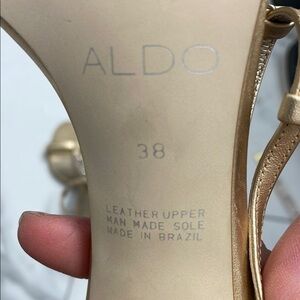 ALDO
38
LEATHER UPPER
MAN MADE SOLE
MADE IN BRAZIL